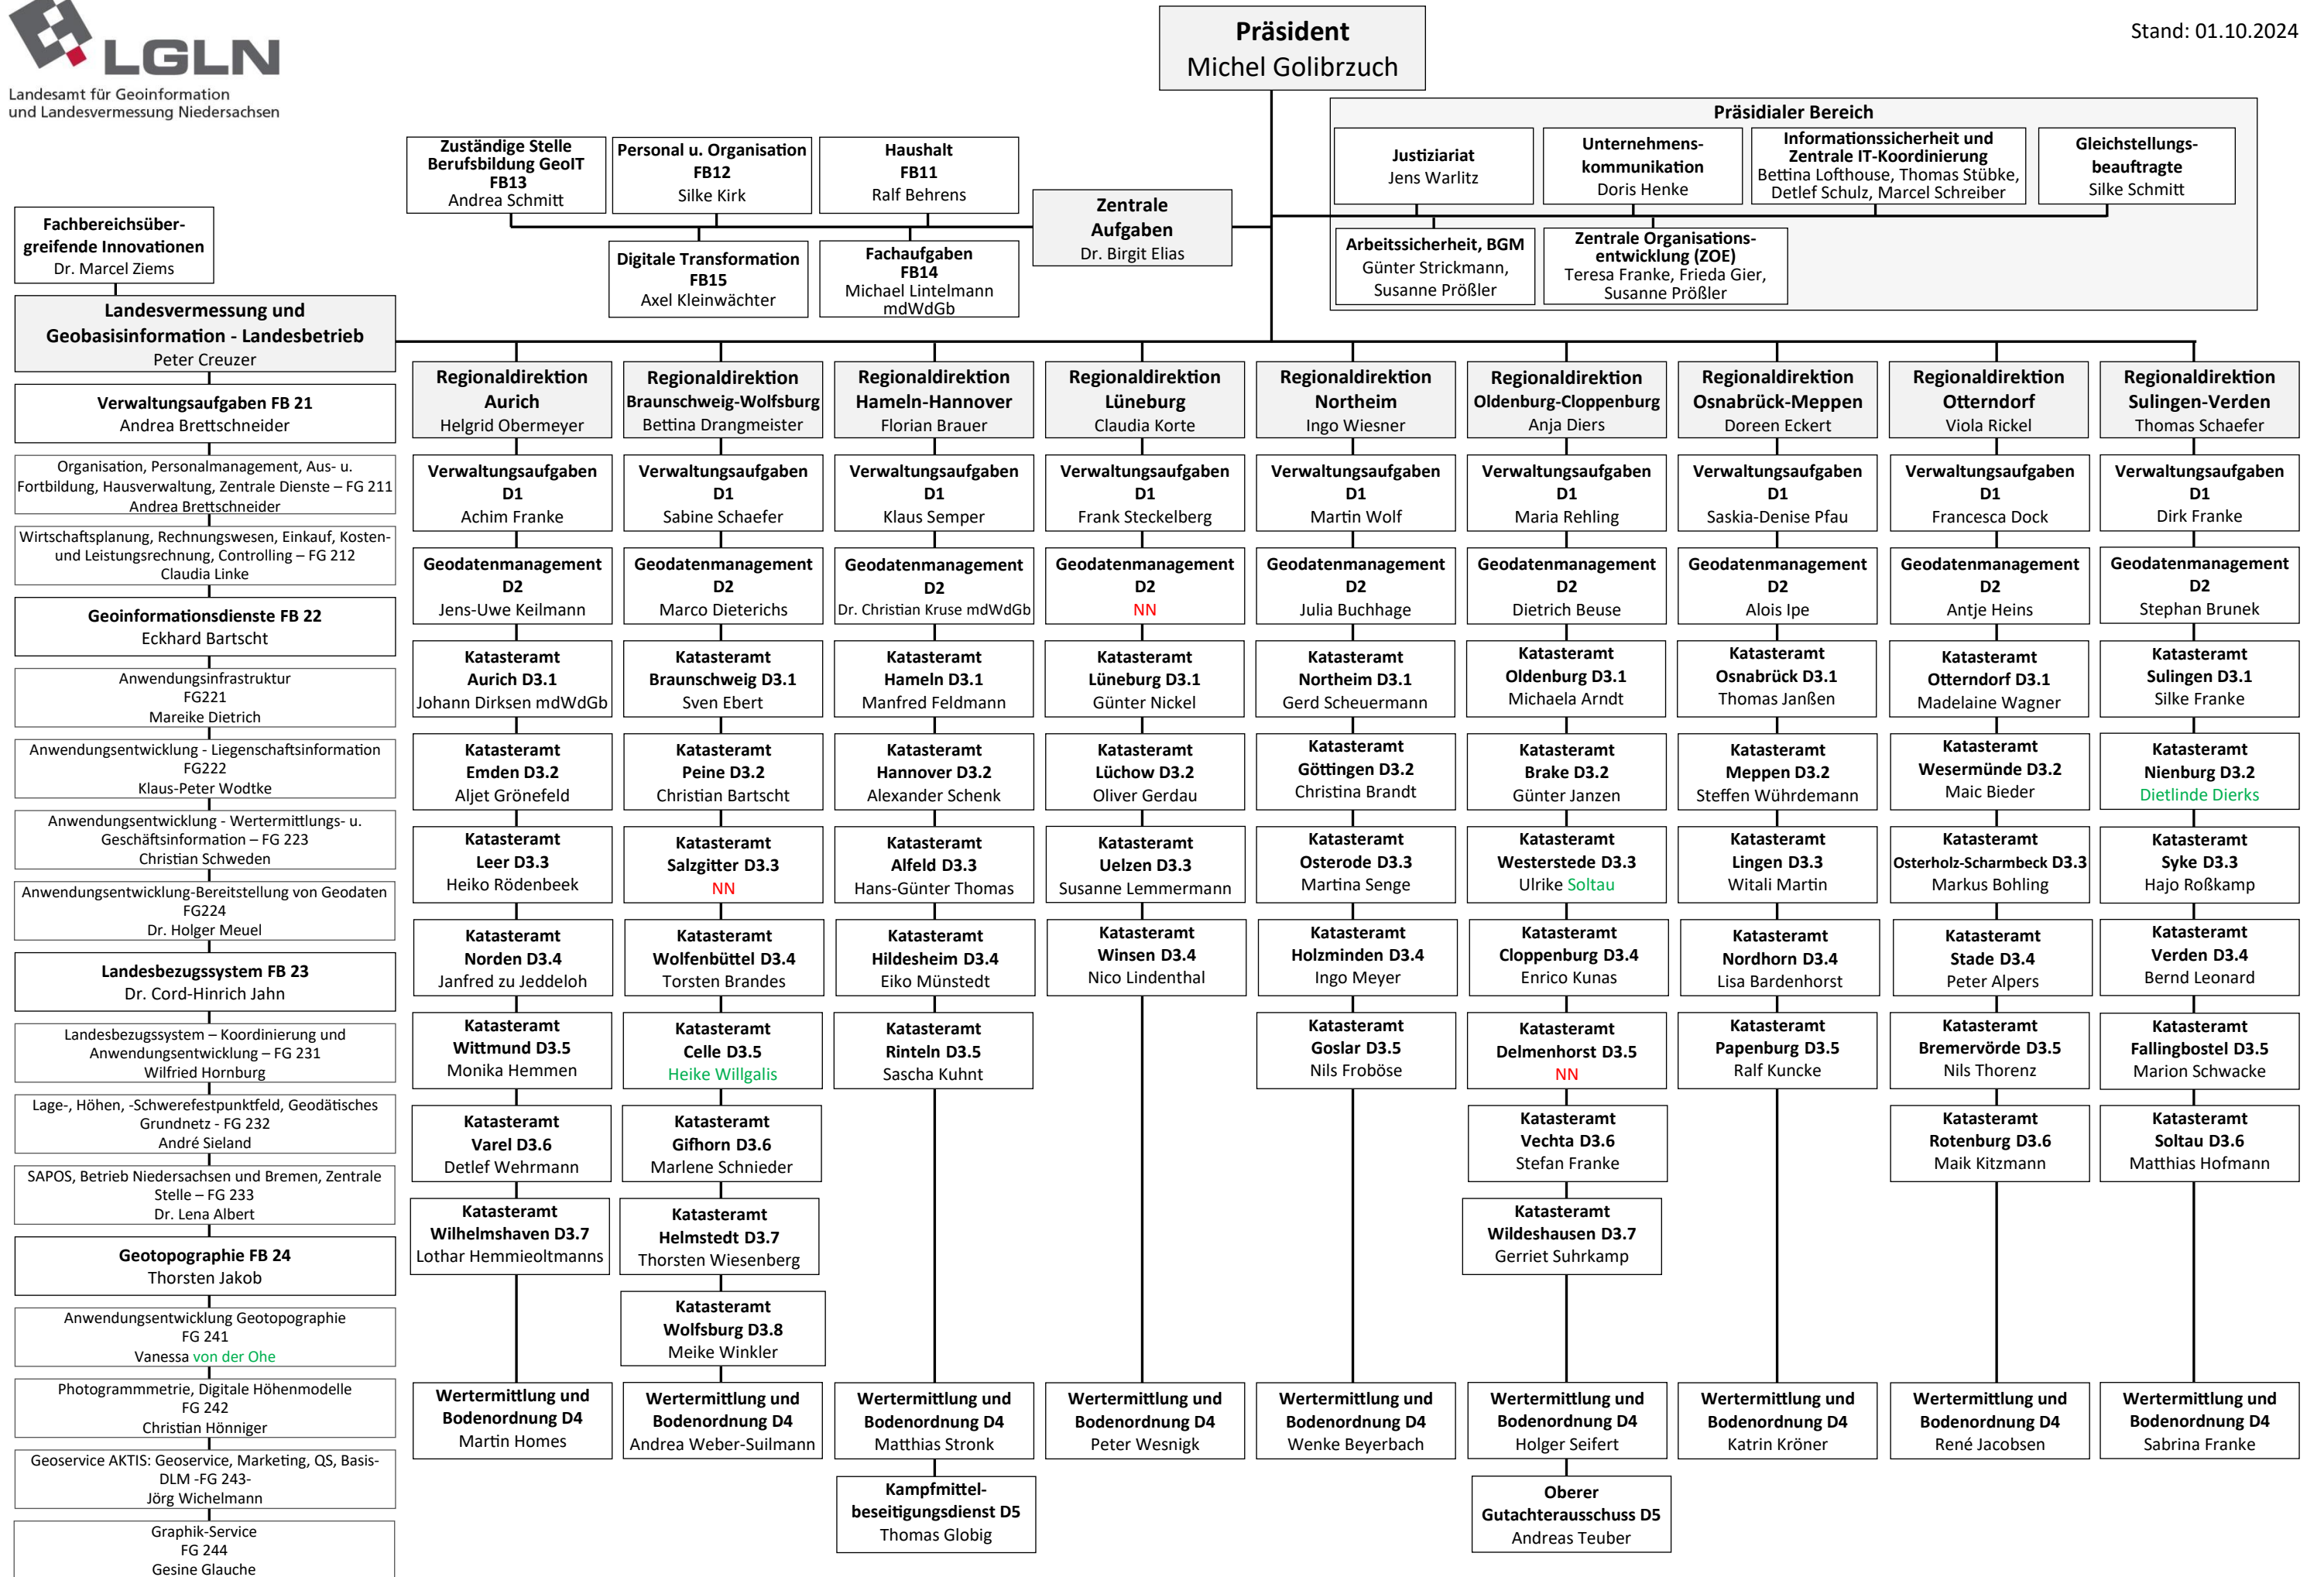 LGLN
Landesamt für Geoinformation
und Landesvermessung Niedersachsen
Präsident
Michel Golibrzuch
Stand: 01.10.2024
Präsidialer Bereich
Justiziariat
Jens Warlitz
Unternehmens-
kommunikation
Doris Henke
Informationssicherheit und
Zentrale IT-Koordinierung
Bettina Lofthouse, Thomas Stübke,
Detlef Schulz, Marcel Schreiber
Gleichstellungs-
beauftragte
Silke Schmitt
Arbeitssicherheit, BGM
Günter Strickmann,
Susanne Prößler
Zentrale Organisations-
entwicklung (ZOE)
Teresa Franke, Frieda Gier,
Susanne Prößler
Zuständige Stelle
Berufsbildung GeoIT
FB13
Andrea Schmitt
Personal u. Organisation
FB12
Silke Kirk
Haushalt
FB11
Ralf Behrens
Zentrale
Aufgaben
Dr. Birgit Elias
Digitale Transformation
FB15
Axel Kleinwächter
Fachaufgaben
FB14
Michael Lintelmann
mdWdGb
Fachbereichsüber-
greifende Innovationen
Dr. Marcel Ziems
Landesvermessung und
Geobasisinformation - Landesbetrieb
Peter Creuzer
Verwaltungsaufgaben FB 21
Andrea Brettschneider
Organisation, Personalmanagement, Aus- u.
Fortbildung, Hausverwaltung, Zentrale Dienste – FG 211
Andrea Brettschneider
Wirtschaftsplanung, Rechnungswesen, Einkauf, Kosten-
und Leistungsrechnung, Controlling – FG 212
Claudia Linke
Geoinformationsdienste FB 22
Eckhard Bartscht
Anwendungsinfrastruktur
FG221
Mareike Dietrich
Anwendungsentwicklung - Liegenschaftsinformation
FG222
Klaus-Peter Wodtke
Anwendungsentwicklung - Wertermittlungs- u.
Geschäftsinformation – FG 223
Christian Schweden
Anwendungsentwicklung-Bereitstellung von Geodaten
FG224
Dr. Holger Meuel
Landesbezugssystem FB 23
Dr. Cord-Hinrich Jahn
Landesbezugssystem – Koordinierung und
Anwendungsentwicklung – FG 231
Wilfried Hornburg
Lage-, Höhen, -Schwerefestpunktfeld, Geodätisches
Grundnetz - FG 232
André Sieland
SAPOS, Betrieb Niedersachsen und Bremen, Zentrale
Stelle – FG 233
Dr. Lena Albert
Geotopographie FB 24
Thorsten Jakob
Anwendungsentwicklung Geotopographie
FG 241
Vanessa von der Ohe
Photogrammmetrie, Digitale Höhenmodelle
FG 242
Christian Hönniger
Geoservice AKTIS: Geoservice, Marketing, QS, Basis-
DLM -FG 243-
Jörg Wichelmann
Graphik-Service
FG 244
Gesine Glauche
Regionaldirektion
Aurich
Helgrid Obermeyer
Verwaltungsaufgaben
D1
Achim Franke
Geodatenmanagement
D2
Jens-Uwe Keilmann
Katasteramt
Aurich D3.1
Johann Dirksen mdWdGb
Katasteramt
Emden D3.2
Aljet Grönefeld
Katasteramt
Leer D3.3
Heiko Rödenbeek
Katasteramt
Norden D3.4
Janfred zu Jeddeloh
Katasteramt
Wittmund D3.5
Monika Hemmen
Katasteramt
Varel D3.6
Detlef Wehrmann
Katasteramt
Wilhelmshaven D3.7
Lothar Hemmieoltmanns
Wertermittlung und
Bodenordnung D4
Martin Homes
Regionaldirektion
Braunschweig-Wolfsburg
Bettina Drangmeister
Verwaltungsaufgaben
D1
Sabine Schaefer
Geodatenmanagement
D2
Marco Dieterichs
Katasteramt
Braunschweig D3.1
Sven Ebert
Katasteramt
Peine D3.2
Christian Bartscht
Katasteramt
Salzgitter D3.3
NN
Katasteramt
Wolfenbüttel D3.4
Torsten Brandes
Katasteramt
Celle D3.5
Heike Willgalis
Katasteramt
Gifhorn D3.6
Marlene Schnieder
Katasteramt
Helmstedt D3.7
Thorsten Wiesenberg
Katasteramt
Wolfsburg D3.8
Meike Winkler
Wertermittlung und
Bodenordnung D4
Andrea Weber-Suilmann
Regionaldirektion
Hameln-Hannover
Florian Brauer
Verwaltungsaufgaben
D1
Klaus Semper
Geodatenmanagement
D2
Dr. Christian Kruse mdWdGb
Katasteramt
Hameln D3.1
Manfred Feldmann
Katasteramt
Hannover D3.2
Alexander Schenk
Katasteramt
Alfeld D3.3
Hans-Günter Thomas
Katasteramt
Hildesheim D3.4
Eiko Münstedt
Katasteramt
Rinteln D3.5
Sascha Kuhnt
Wertermittlung und
Bodenordnung D4
Matthias Stronk
Kampfmittel-
beseitigungsdienst D5
Thomas Globig
Regionaldirektion
Lüneburg
Claudia Korte
Verwaltungsaufgaben
D1
Frank Steckelberg
Geodatenmanagement
D2
NN
Katasteramt
Lüneburg D3.1
Günter Nickel
Katasteramt
Lüchow D3.2
Oliver Gerdau
Katasteramt
Uelzen D3.3
Susanne Lemmermann
Katasteramt
Winsen D3.4
Nico Lindenthal
Wertermittlung und
Bodenordnung D4
Peter Wesnigk
Regionaldirektion
Northeim
Ingo Wiesner
Verwaltungsaufgaben
D1
Martin Wolf
Geodatenmanagement
D2
Julia Buchhage
Katasteramt
Northeim D3.1
Gerd Scheuermann
Katasteramt
Göttingen D3.2
Christina Brandt
Katasteramt
Osterode D3.3
Martina Senge
Katasteramt
Holzminden D3.4
Ingo Meyer
Katasteramt
Goslar D3.5
Nils Froböse
Wertermittlung und
Bodenordnung D4
Wenke Beyerbach
Regionaldirektion
Oldenburg-Cloppenburg
Anja Diers
Verwaltungsaufgaben
D1
Maria Rehling
Geodatenmanagement
D2
Dietrich Beuse
Katasteramt
Oldenburg D3.1
Michaela Arndt
Katasteramt
Brake D3.2
Günter Janzen
Katasteramt
Westerstede D3.3
Ulrike Soltau
Katasteramt
Cloppenburg D3.4
Enrico Kunas
Katasteramt
Delmenhorst D3.5
NN
Katasteramt
Vechta D3.6
Stefan Franke
Katasteramt
Wildeshausen D3.7
Gerriet Suhrkamp
Wertermittlung und
Bodenordnung D4
Holger Seifert
Oberer
Gutachterausschuss D5
Andreas Teuber
Regionaldirektion
Osnabrück-Meppen
Doreen Eckert
Verwaltungsaufgaben
D1
Saskia-Denise Pfau
Geodatenmanagement
D2
Alois Ipe
Katasteramt
Osnabrück D3.1
Thomas Janßen
Katasteramt
Meppen D3.2
Steffen Wührdemann
Katasteramt
Lingen D3.3
Witali Martin
Katasteramt
Nordhorn D3.4
Lisa Bardenhorst
Katasteramt
Papenburg D3.5
Ralf Kuncke
Wertermittlung und
Bodenordnung D4
Katrin Kröner
Regionaldirektion
Otterndorf
Viola Rickel
Verwaltungsaufgaben
D1
Francesca Dock
Geodatenmanagement
D2
Antje Heins
Katasteramt
Otterndorf D3.1
Madelaine Wagner
Katasteramt
Wesermünde D3.2
Maic Bieder
Katasteramt
Osterholz-Scharmbeck D3.3
Markus Bohling
Katasteramt
Stade D3.4
Peter Alpers
Katasteramt
Bremervörde D3.5
Nils Thorenz
Katasteramt
Rotenburg D3.6
Maik Kitzmann
Wertermittlung und
Bodenordnung D4
René Jacobsen
Regionaldirektion
Sulingen-Verden
Thomas Schaefer
Verwaltungsaufgaben
D1
Dirk Franke
Geodatenmanagement
D2
Stephan Brunek
Katasteramt
Sulingen D3.1
Silke Franke
Katasteramt
Nienburg D3.2
Dietlinde Dierks
Katasteramt
Syke D3.3
Hajo Roßkamp
Katasteramt
Verden D3.4
Bernd Leonard
Katasteramt
Fallingbostel D3.5
Marion Schwacke
Katasteramt
Soltau D3.6
Matthias Hofmann
Wertermittlung und
Bodenordnung D4
Sabrina Franke